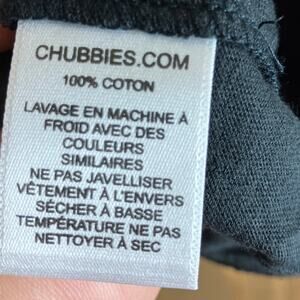 CHUBBIES.COM
100% COTON
LAVAGE EN MACHINE À
FROID AVEC DES
COULEURS
SIMILAIRES
NE PAS JAVELLISER
VÊTEMENT À L'ENVERS
SÉCHER À BASSE
TEMPÉRATURE NE PAS
NETTOYER À SEC